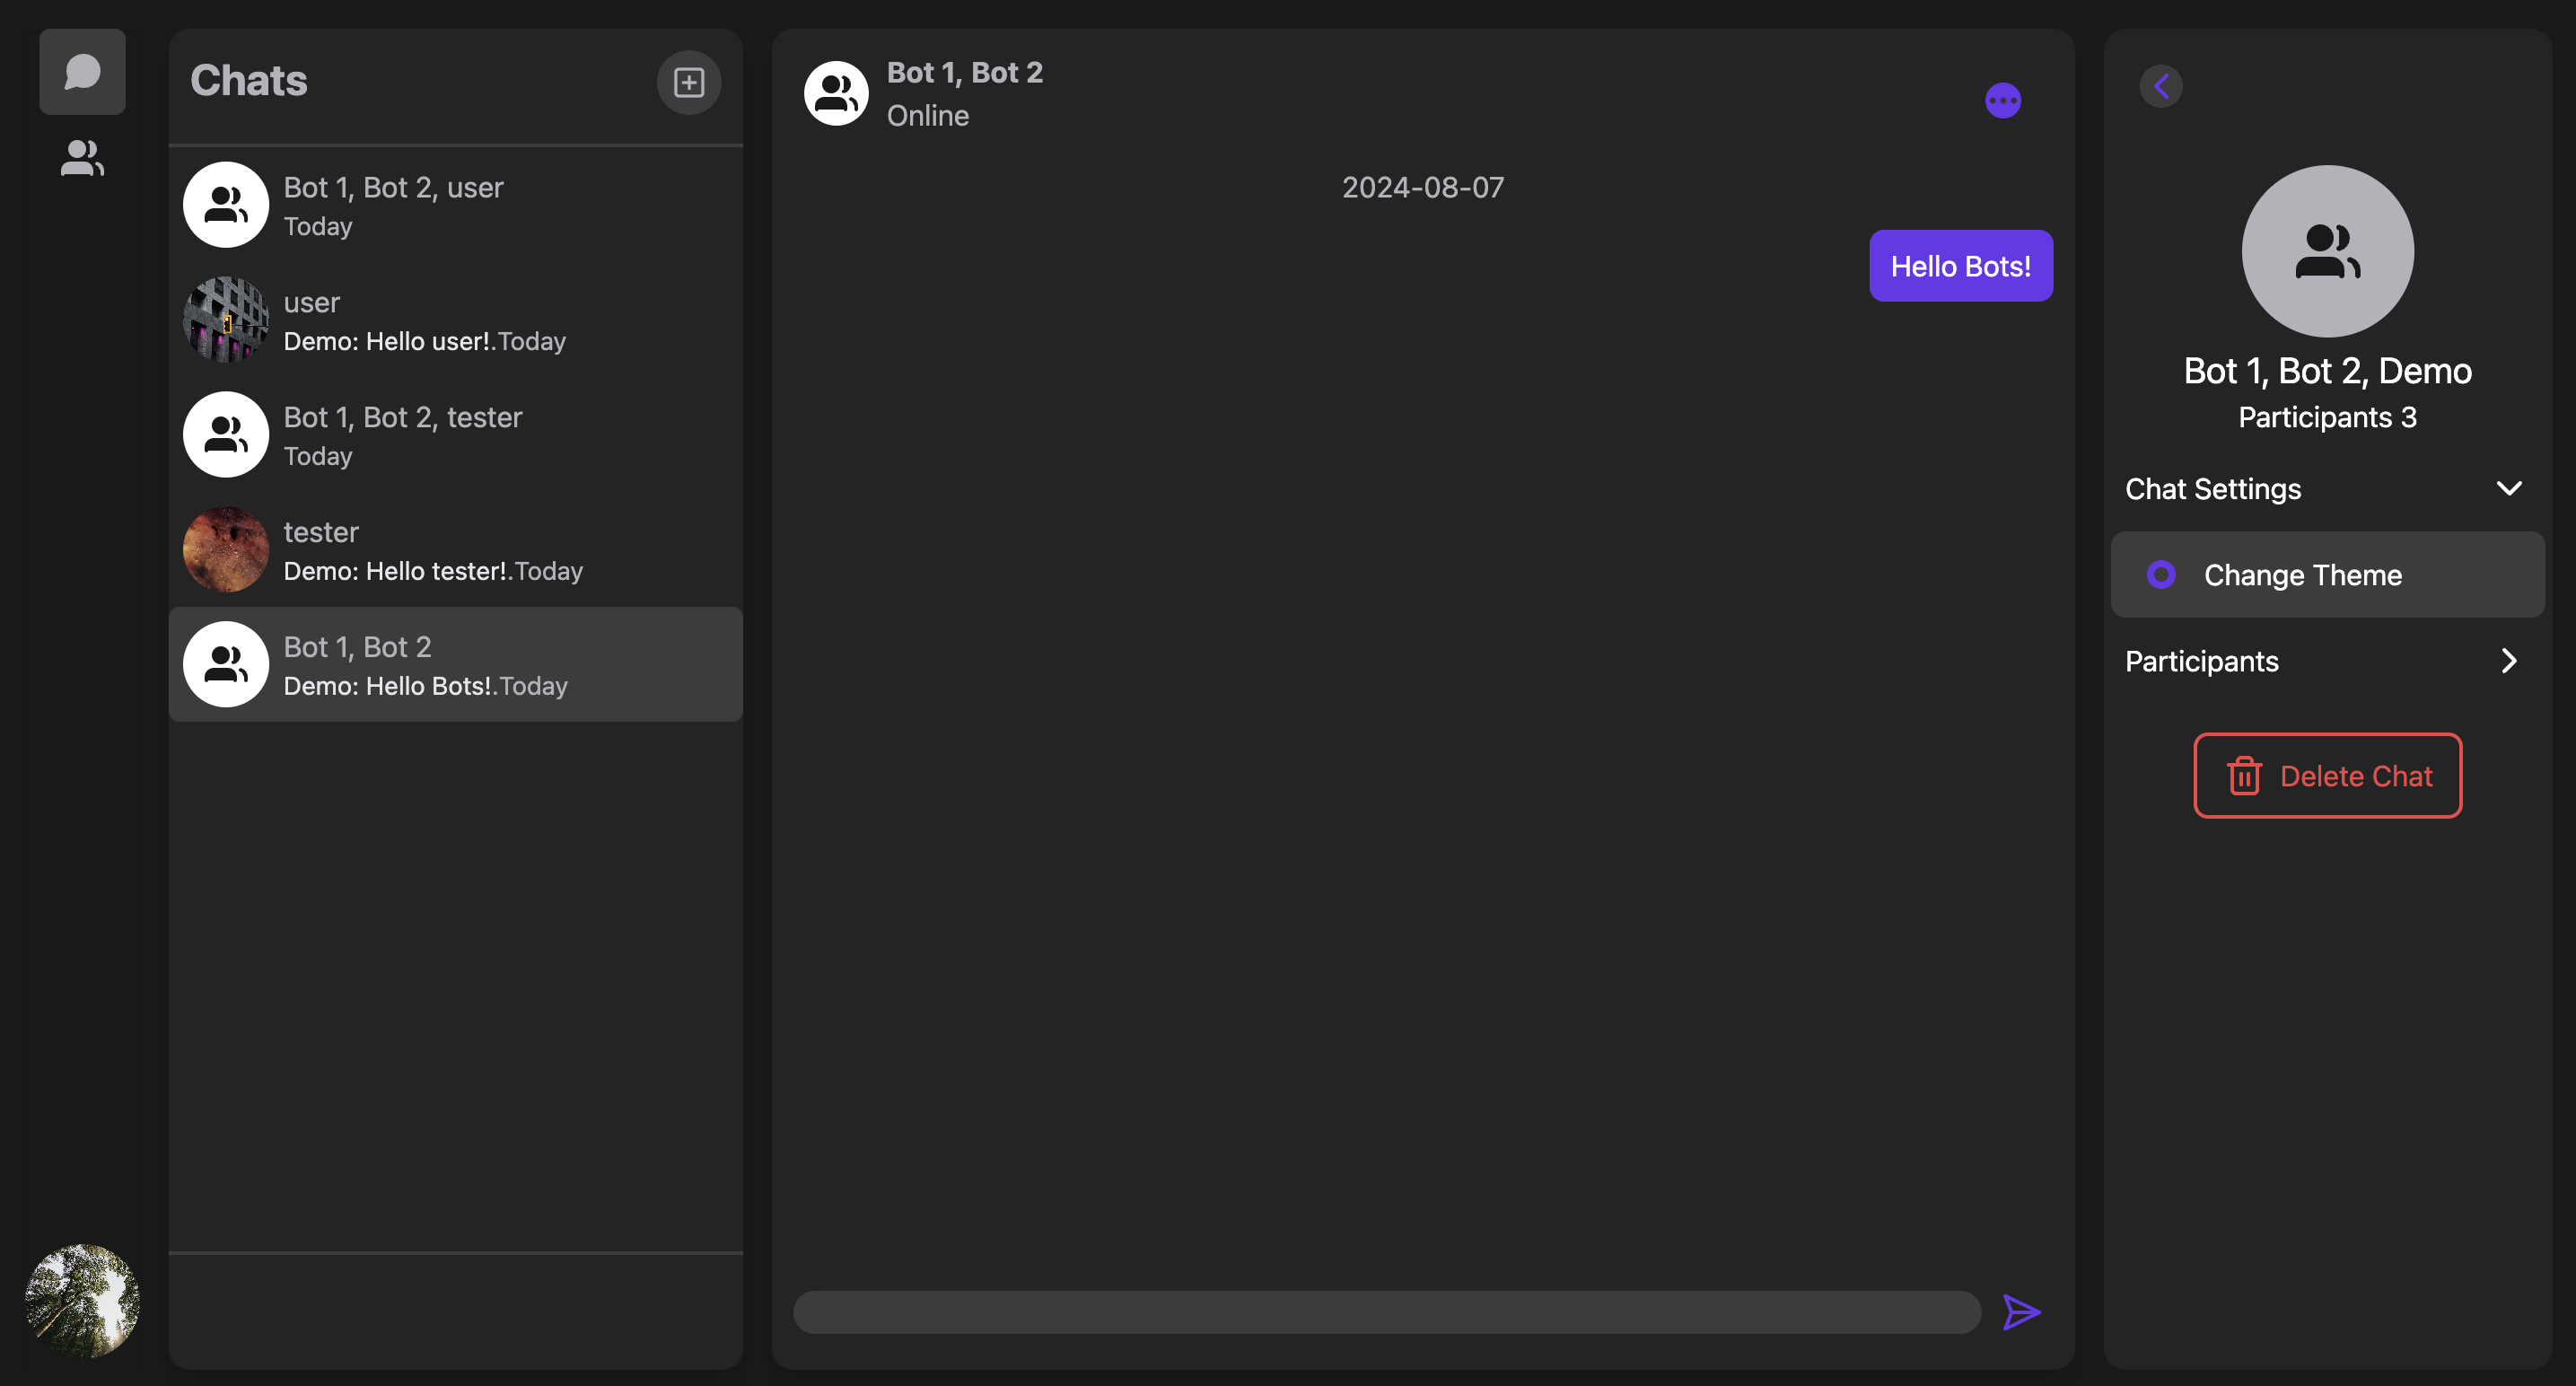 Chats
Bot 1, Bot 2, user
Today
user
Demo: Hello user!.Today
Bot 1, Bot 2, tester
Today
tester
Demo: Hello tester!.Today
Bot 1, Bot 2
Demo: Hello Bots!.Today
Bot 1, Bot 2
Online
2024-08-07
Hello Bots!
Bot 1, Bot 2, Demo
Participants 3
Chat Settings
Change Theme
Participants
Delete Chat